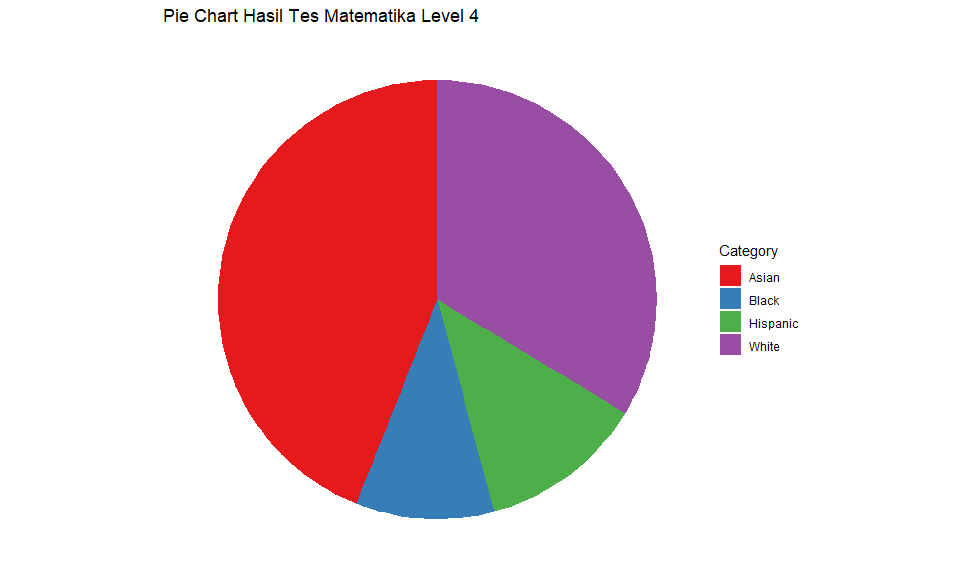 Pie Chart Hasil Tes Matematika Level 4
Category
Asian
Black
Hispanic
White